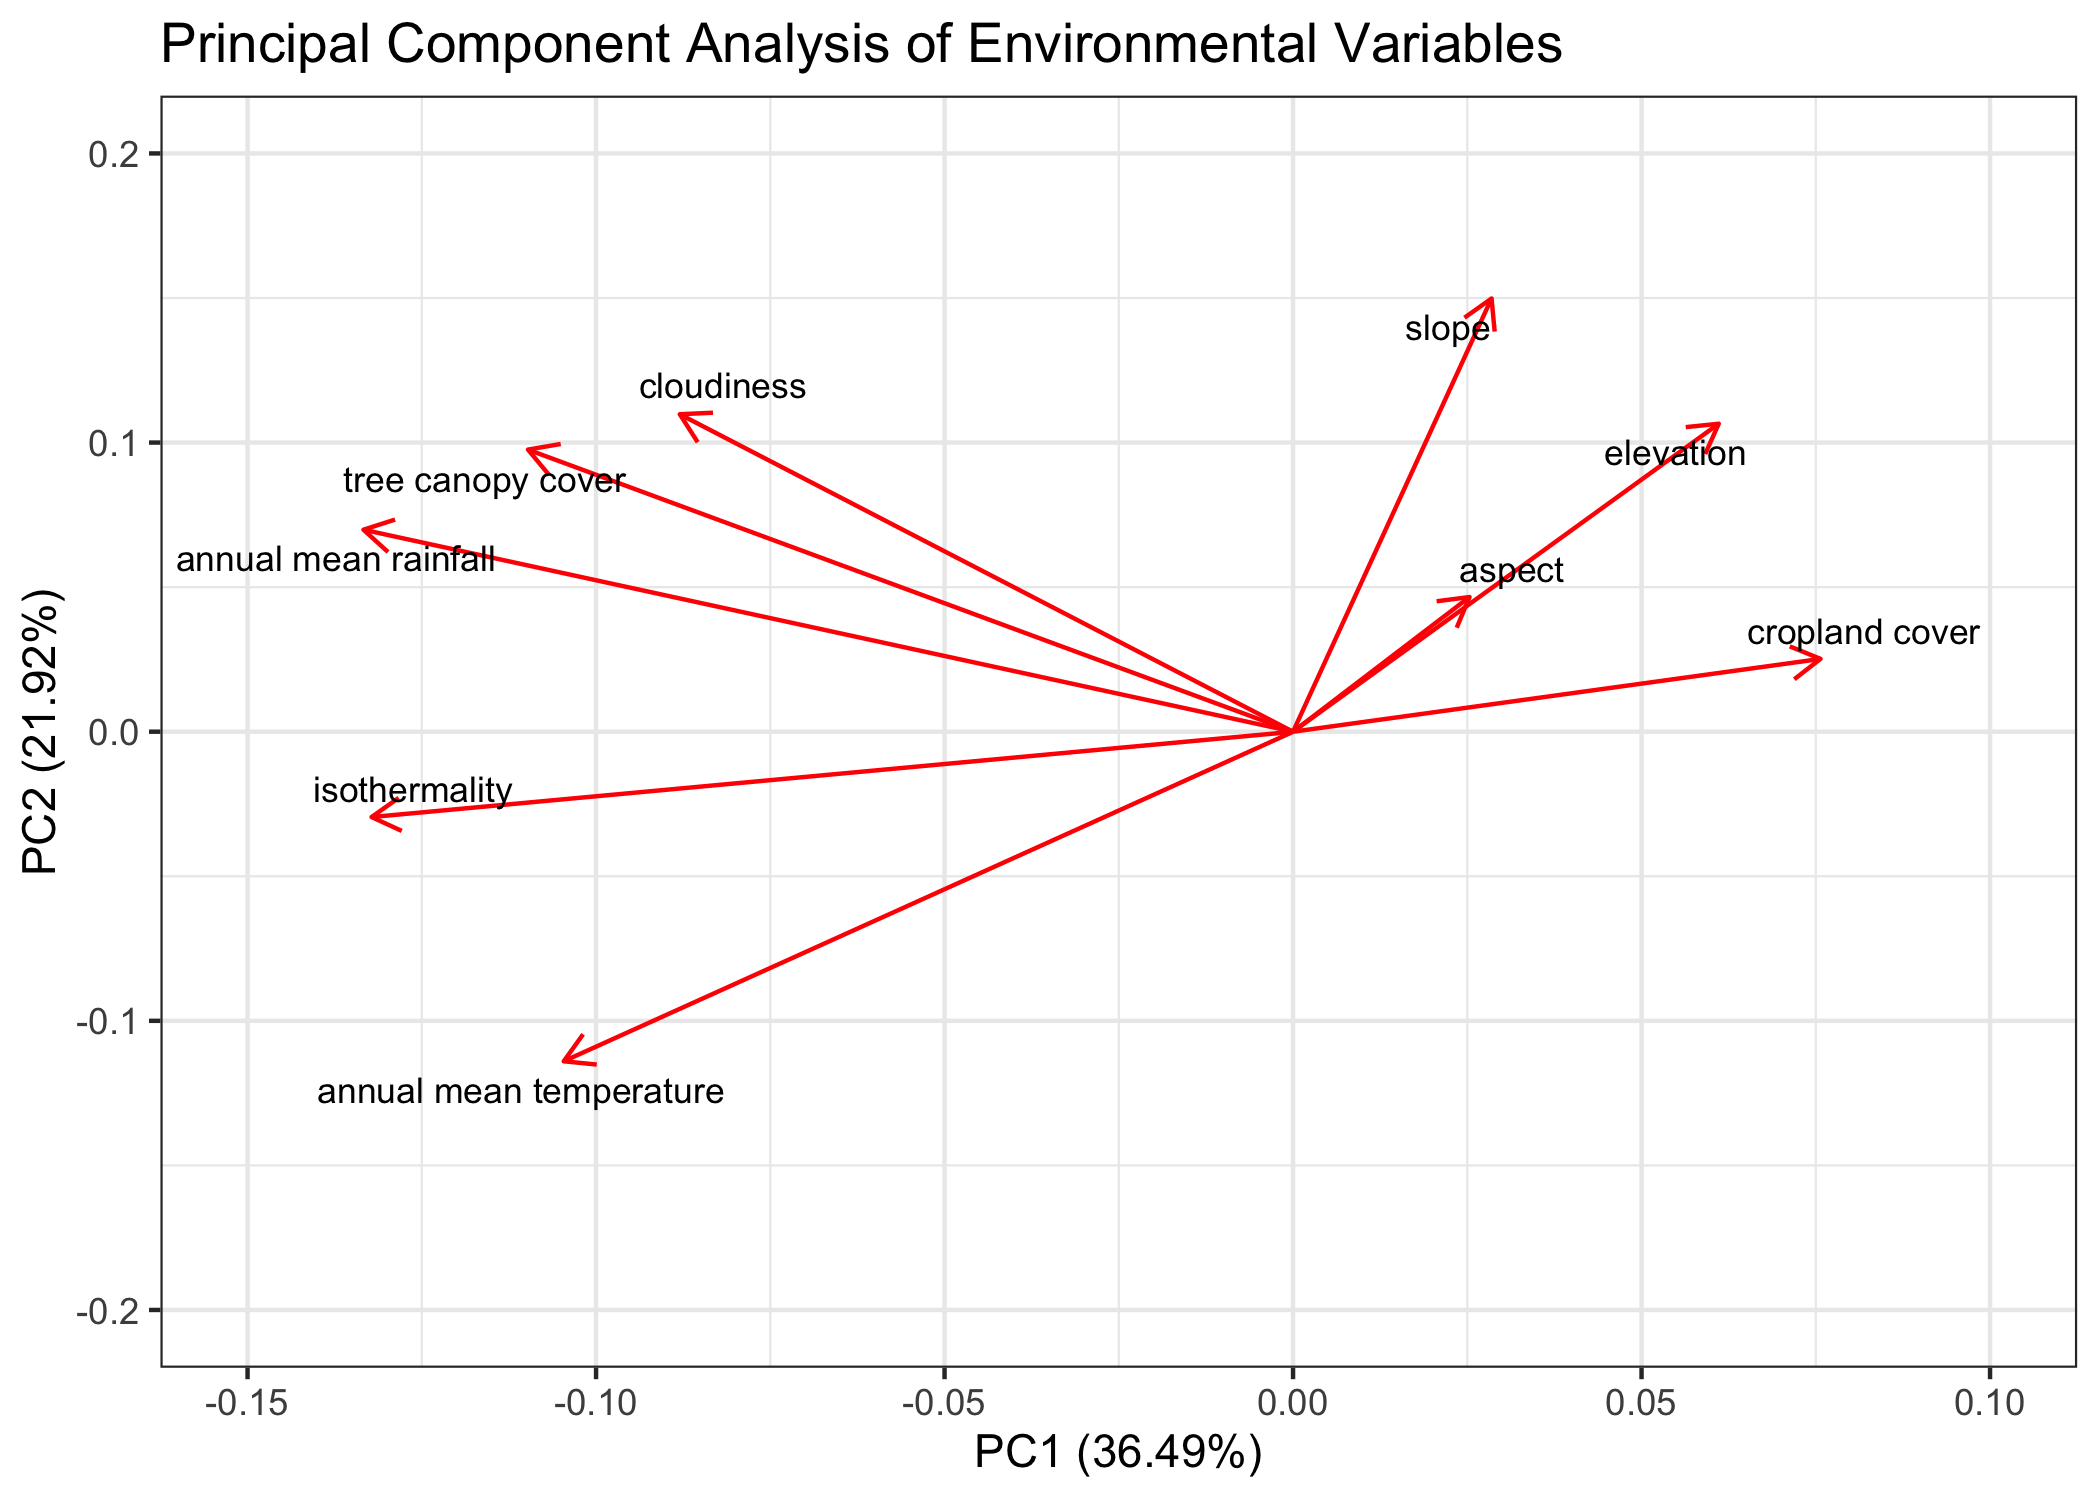 Principal Component Analysis of Environmental Variables
0.2
slope
cloudiness
0.1
elevation
tree canopy cover
annual mean rainfall
aspect
cropland cover
PC2 (21.92%)
0.0
isothermality
-0.1
annual mean temperature
-0.2
-0.15 -0.10 -0.05 0.00 0.05 0.10
PC1 (36.49%)